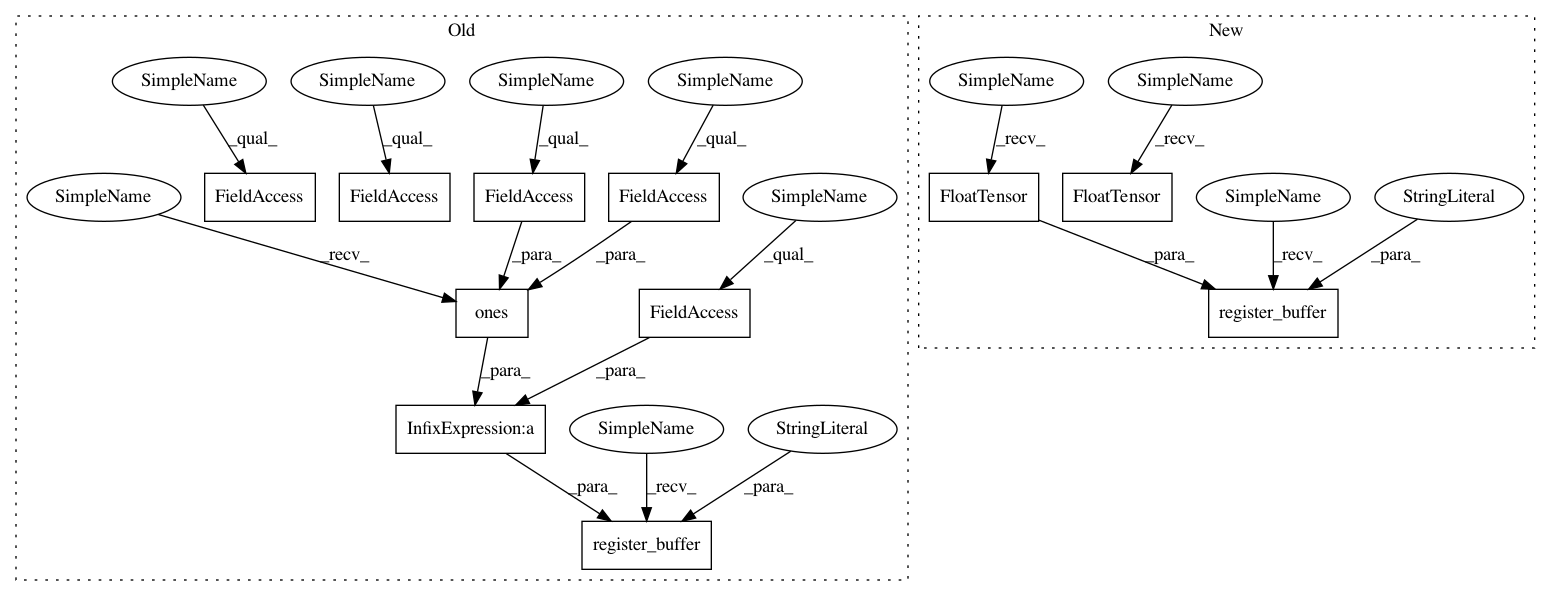 Old
New
SimpleName
SimpleName
SimpleName
SimpleName
SimpleName
SimpleName
_qual_
_qual_
_qual_
_qual_
_recv_
_recv_
SimpleName
FieldAccess
FieldAccess
FieldAccess
FieldAccess
SimpleName
FloatTensor
FloatTensor
SimpleName
StringLiteral
_recv_
_para_
_para_
_qual_
_para_
_recv_
_para_
ones
FieldAccess
register_buffer
_para_
_para_
InfixExpression:a
SimpleName
StringLiteral
_para_
_recv_
_para_
register_buffer